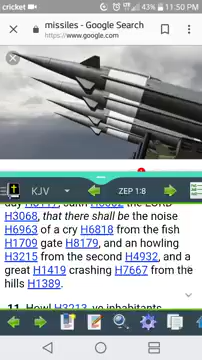 cricket 43% 11:50 PM
missiles - Google Search
https://www.google.com
KJV ZEP 1:8
the LORD
H3068, that there shall be the noise
H6963 of a cry H6818 from the fish
H1709 gate H8179, and an howling
H3215 from the second H4932, and a
great H1419 crashing H7667 from the
hills H1389.
11 Howl H3213, ye inhabitants